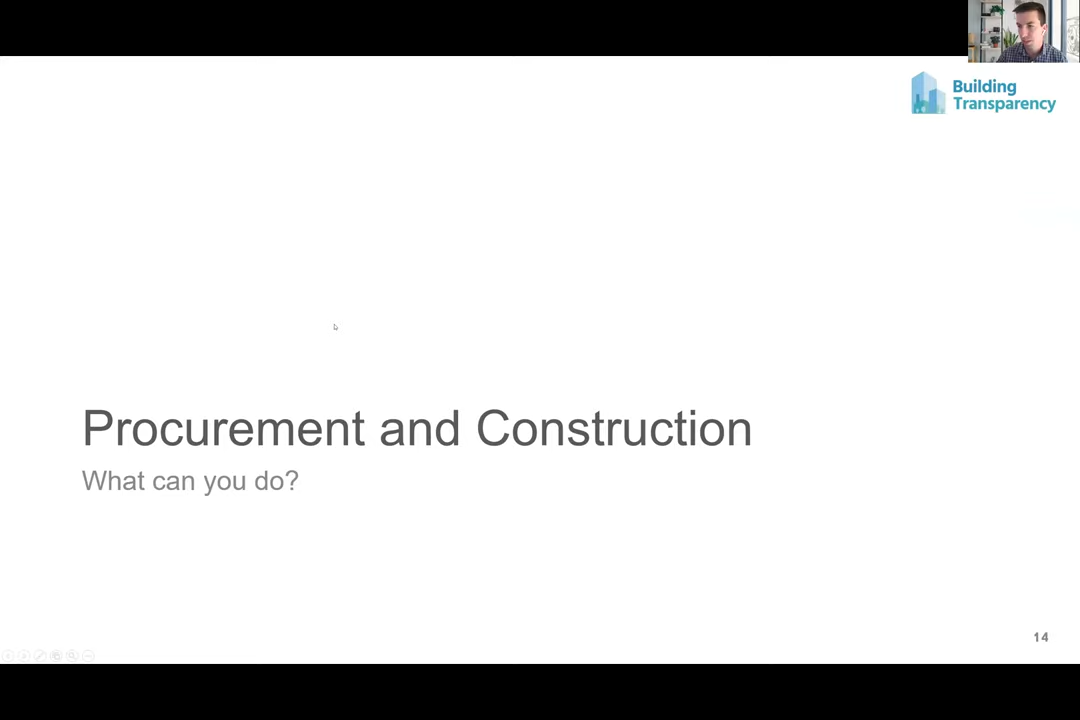 Building
Transparency
Procurement and Construction
What can you do?
14